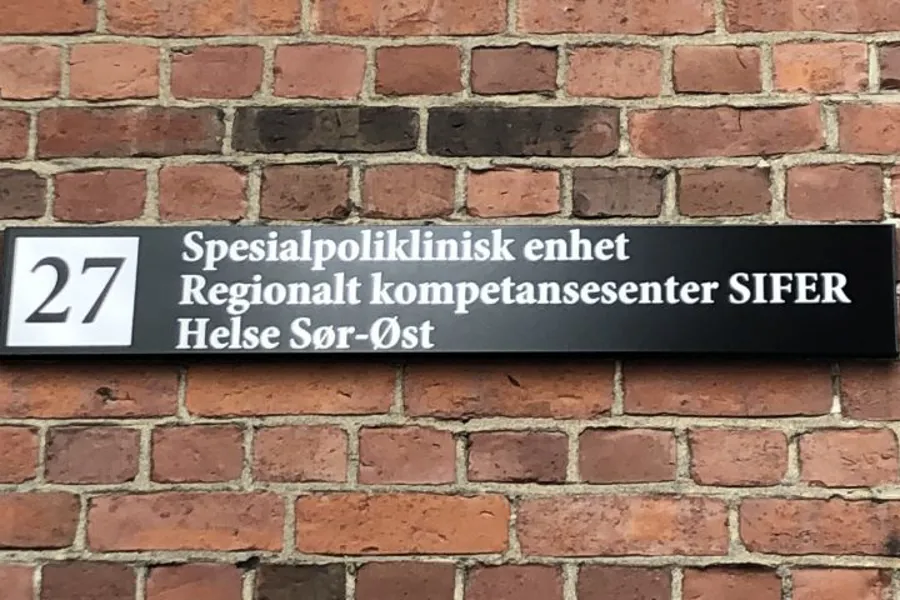 27
Spesialpoliklinisk enhet
Regionalt kompetansesenter SIFER
Helse Sør-Øst